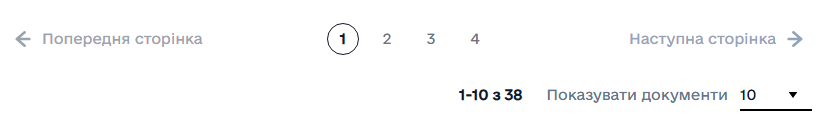 Попередня сторінка 1 2 3 4 Наступна сторінка
1-10 з 38 Показувати документи 10